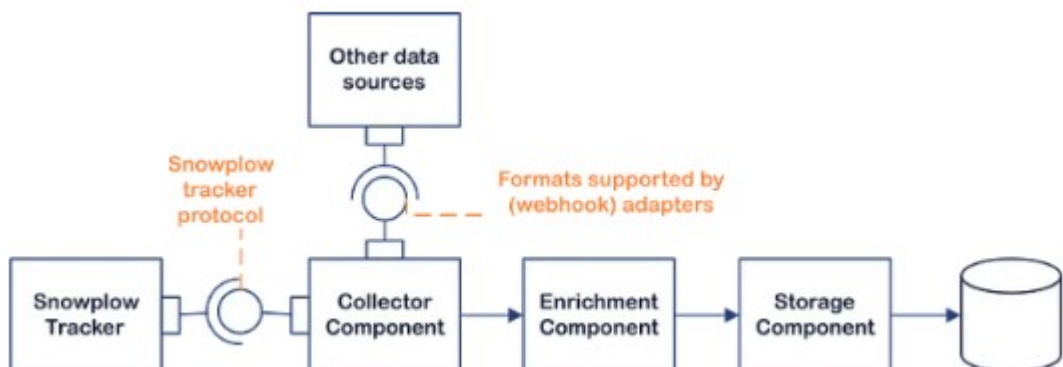 Other data
sources
Snowplow
tracker
protocol
Formats supported by
(webhook) adapters
Snowplow
Tracker
Collector
Component
Enrichment
Component
Storage
Component